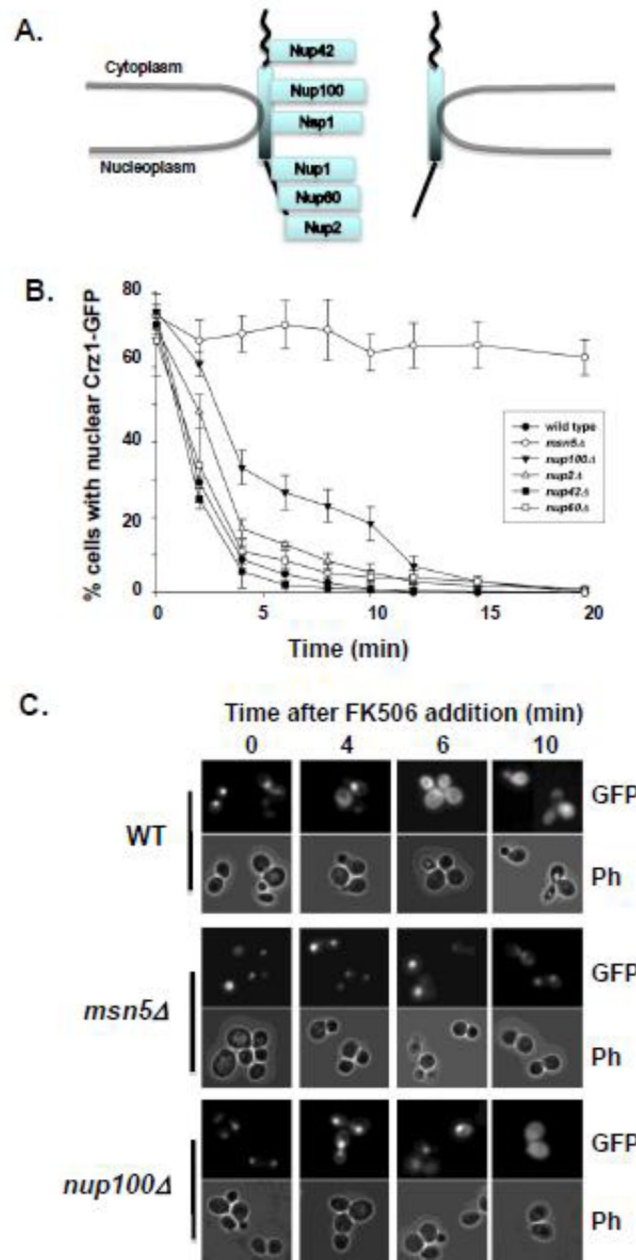 A.
Cytoplasm
Nucleoplasm
Nup42
Nup100
Nsp1
Nup1
Nup60
Nup2
B.
% cells with nuclear Crz1-GFP
80
60
40
20
0
0 5 10 15 20
Time (min)
wild type
msn5Δ
nup100Δ
nup2Δ
nup42Δ
nup60Δ
C.
Time after FK506 addition (min)
0 4 6 10
WT
GFP
Ph
msn5Δ
GFP
Ph
nup100Δ
GFP
Ph